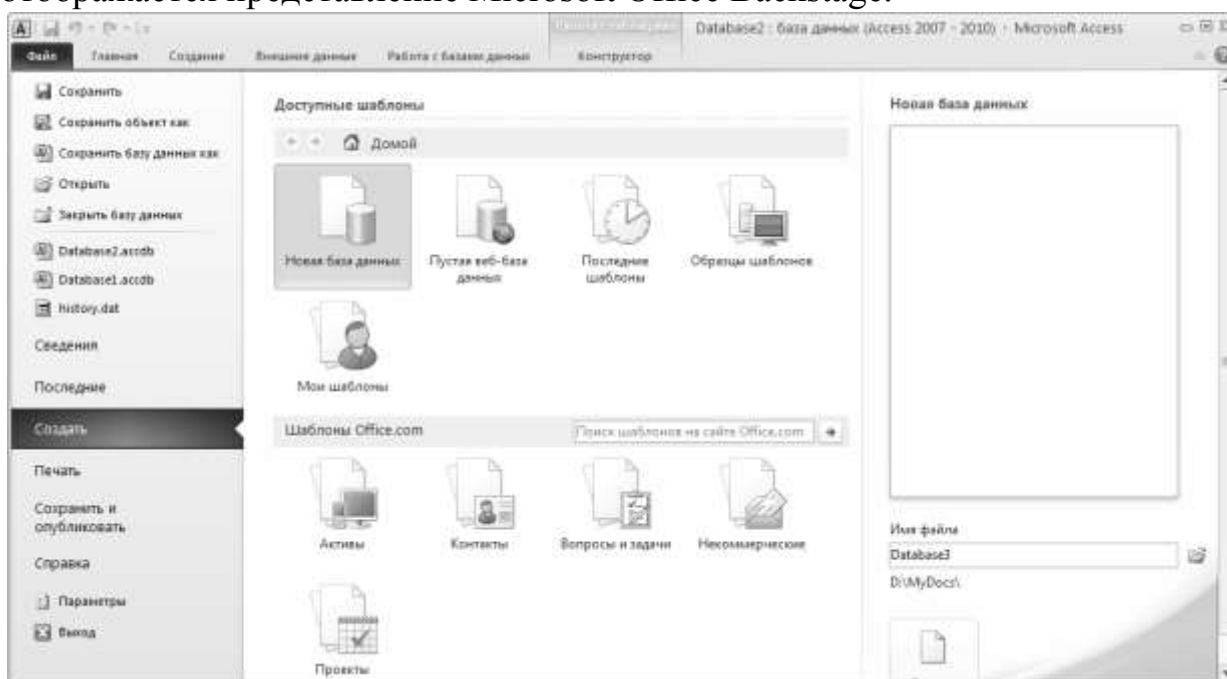 отображается представление Microsoft Office Backstage.
Database2 : база данных (Access 2007 - 2010) - Microsoft Access
Файл Главная Создание Внешние данные Работа с базами данных Конструктор
Сохранить
Сохранить объект как
Сохранить базу данных как
Открыть
Закрыть базу данных
Database2.accdb
Database1.accdb
history.dat
Сведения
Последние
Создать
Печать
Сохранить и
опубликовать
Справка
Параметры
Выход
Доступные шаблоны
Домой
Новая база данных
Пустая веб-база
данных
Последние
шаблоны
Образцы шаблонов
Мои шаблоны
Шаблоны Office.com
Поиск шаблонов на сайте Office.com
Активы
Контакты
Вопросы и задачи
Некоммерческие
Проекты
Новая база данных
Имя файла
Database3
D:\MyDocs\